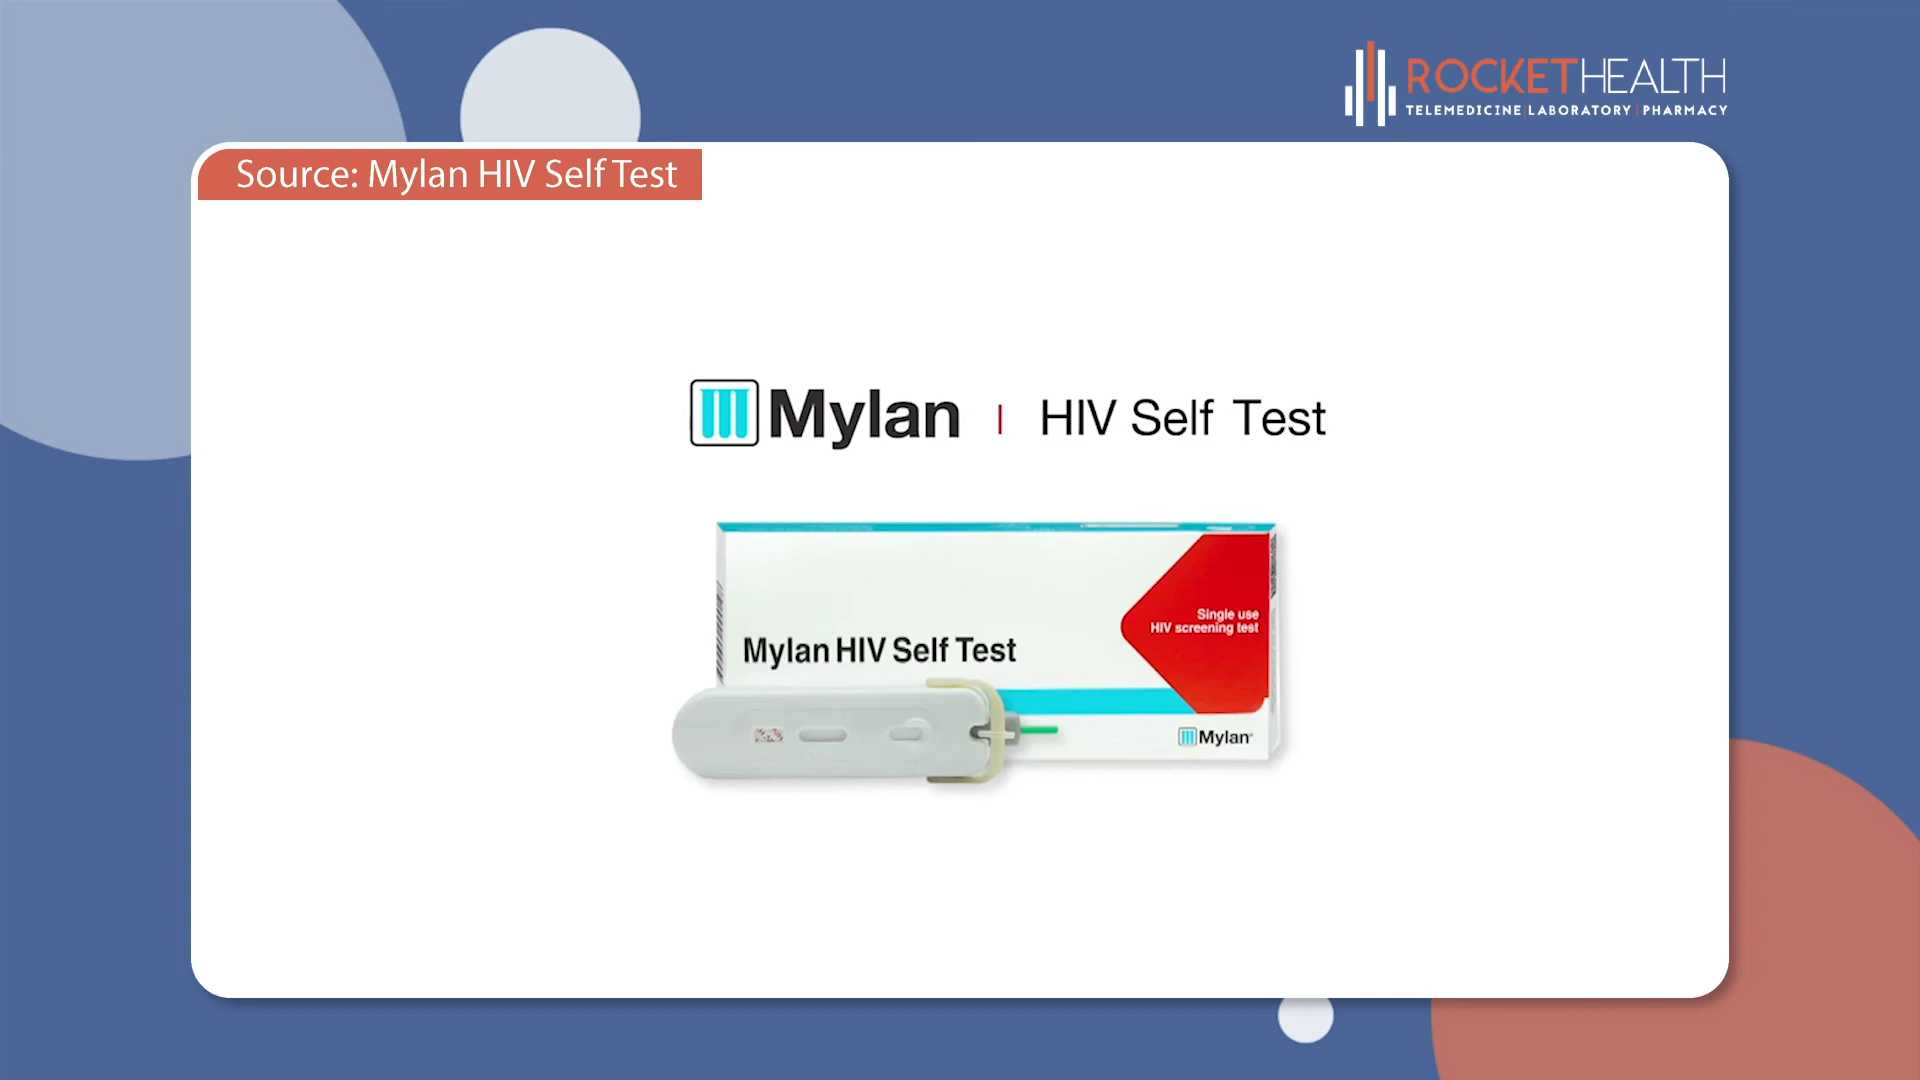 ROCKETHEALTH
TELEMEDICINE | LABORATORY | PHARMACY
Source: Mylan HIV Self Test
Mylan | HIV Self Test
Single use
HIV screening test
Mylan HIV Self Test
Mylan